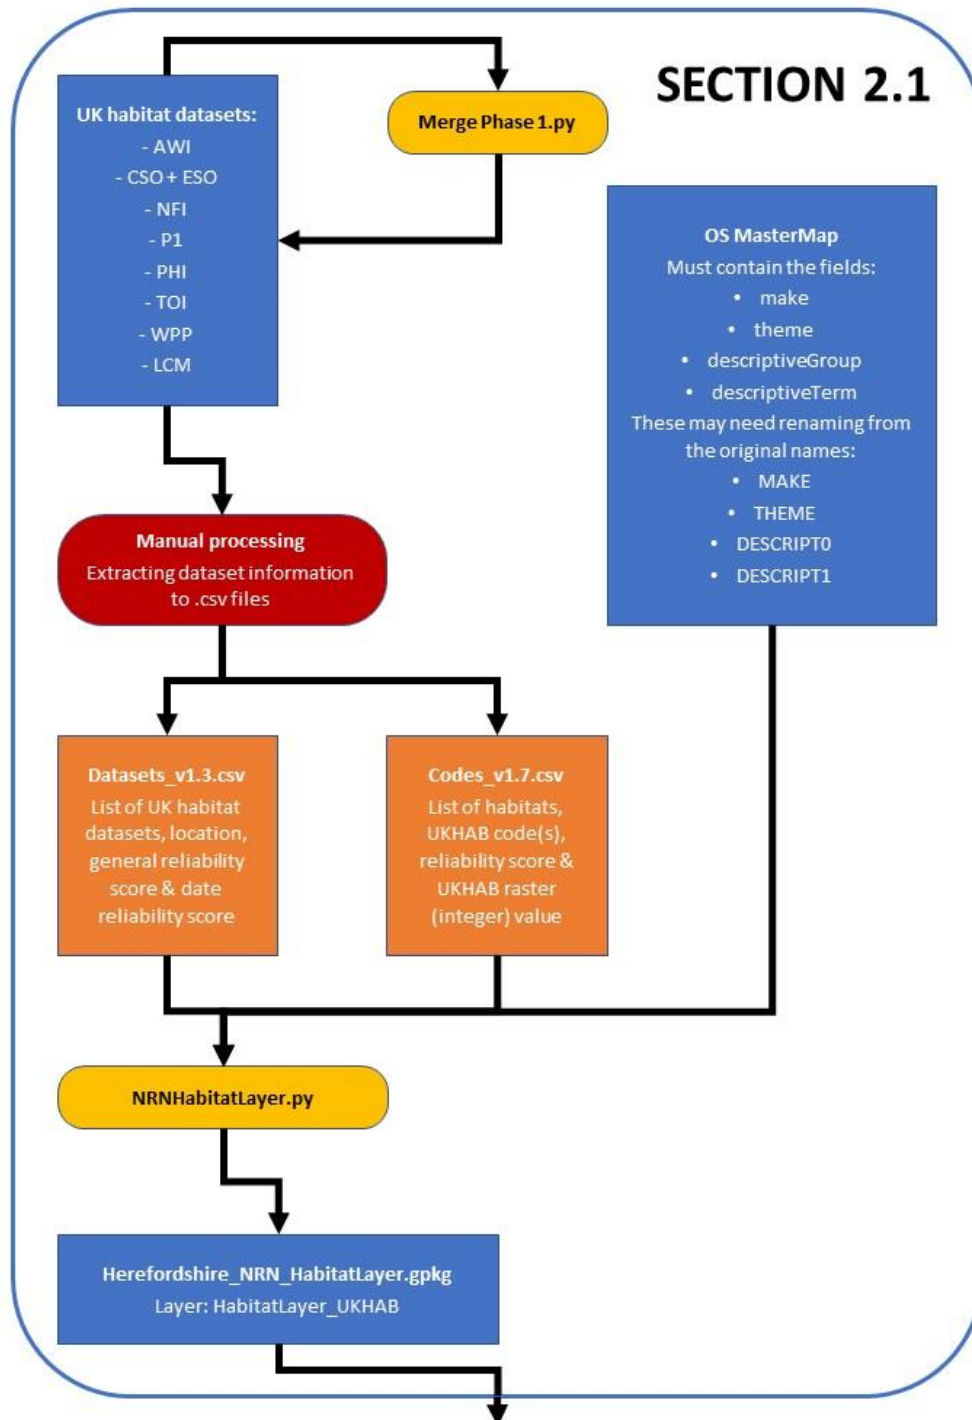 SECTION 2.1
UK habitat datasets:
- AWI
- CSO + ESO
- NFI
- P1
- PHI
- TOI
- WPP
- LCM
Merge Phase 1.py
OS MasterMap
Must contain the fields:
• make
• theme
• descriptiveGroup
• descriptiveTerm
These may need renaming from
the original names:
• MAKE
• THEME
• DESCRIPT0
• DESCRIPT1
Manual processing
Extracting dataset information
to .csv files
Datasets_v1.3.csv
List of UK habitat
datasets, location,
general reliability
score & date
reliability score
Codes_v1.7.csv
List of habitats,
UKHAB code(s),
reliability score &
UKHAB raster
(integer) value
NRNHabitatLayer.py
Herefordshire_NRN_HabitatLayer.gpkg
Layer: HabitatLayer_UKHAB